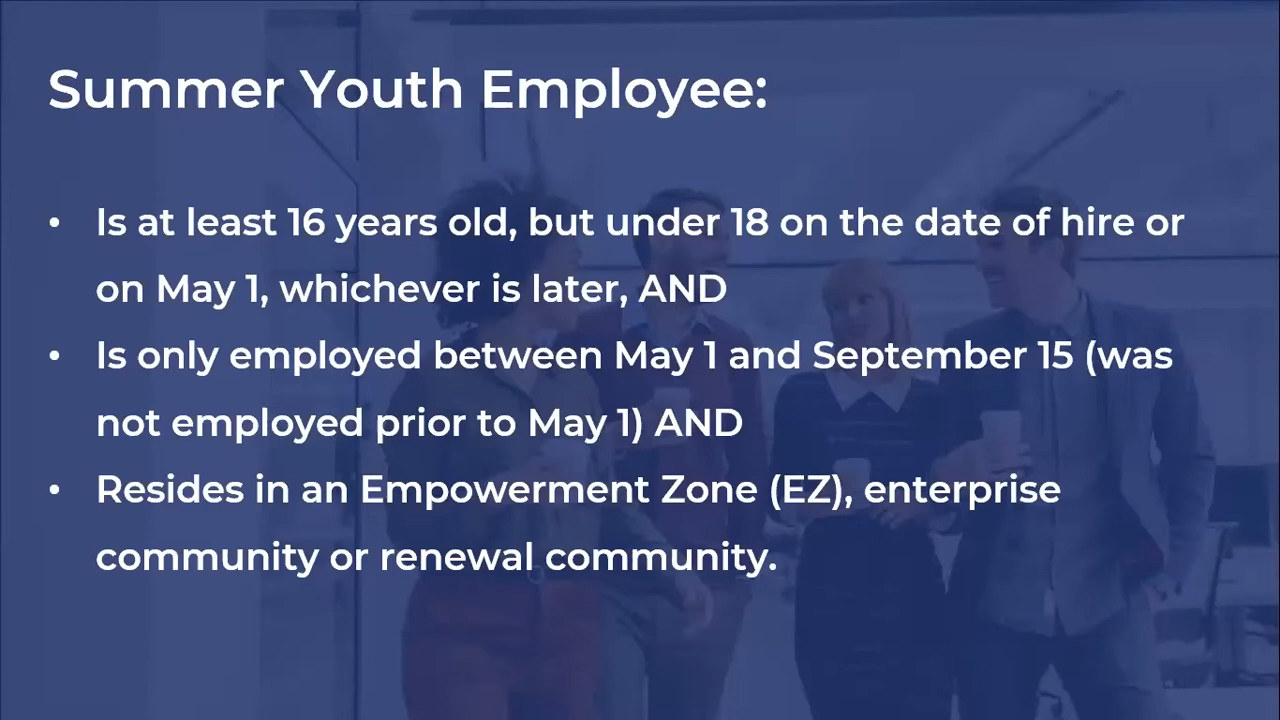 Summer Youth Employee:
• Is at least 16 years old, but under 18 on the date of hire or
on May 1, whichever is later, AND
• Is only employed between May 1 and September 15 (was
not employed prior to May 1) AND
• Resides in an Empowerment Zone (EZ), enterprise
community or renewal community.